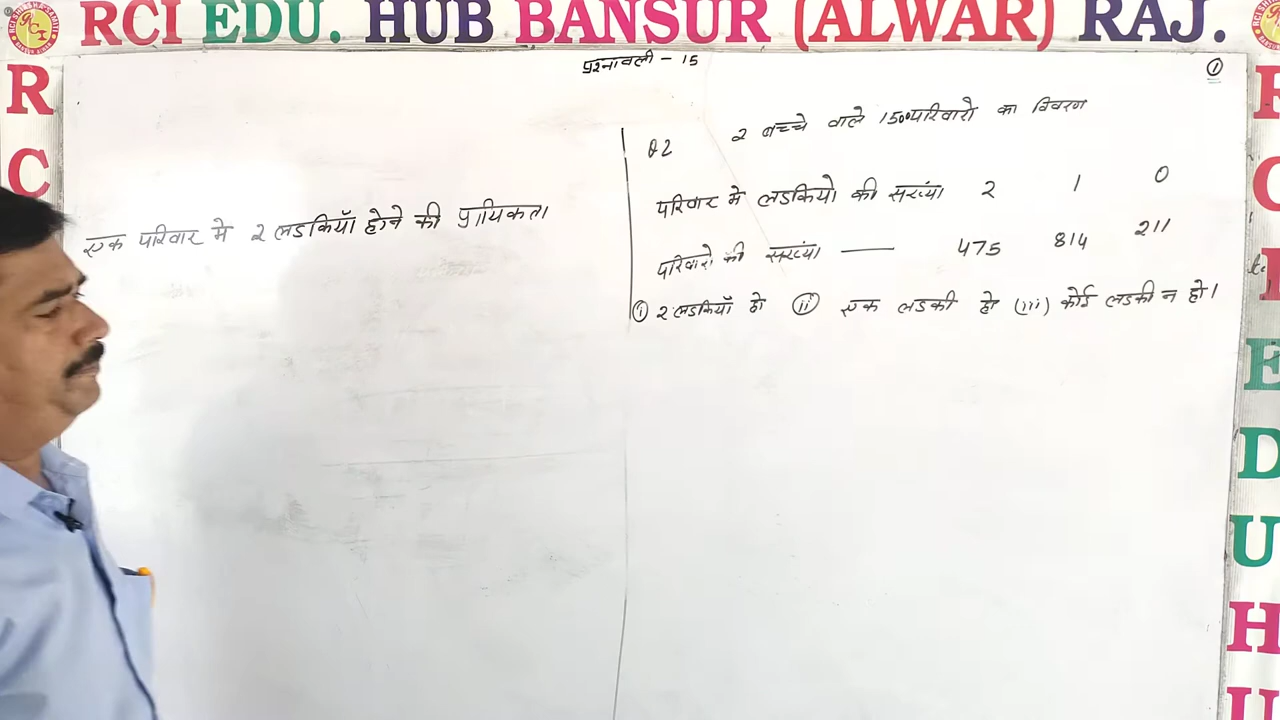 RCI EDU. HUB BANSUR (ALWAR) RAJ.
R
C
प्रश्नावली - 15
1
Q2 2 बच्चे वाले 1500परिवारो का विवरण
परिवार मे लडकियो की सख्यां 2 1 0
परिवारो की सख्यां —— 475 814 211
(i) 2 लडकियाँ हो (ii) एक लडकी हो (iii) कोई लडकी न हो।
एक परिवार मे 2 लडकियाँ होने की प्रायिकता
R
C
I
E
D
U
H
U